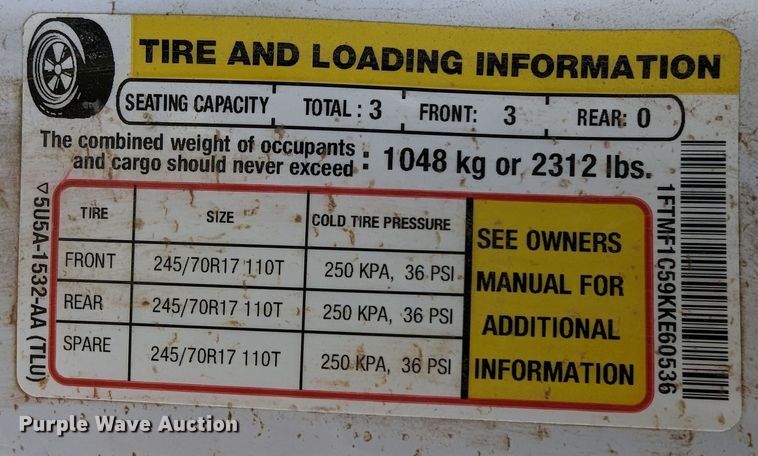 TIRE AND LOADING INFORMATION
SEATING CAPACITY TOTAL : 3 FRONT: 3 REAR: 0
The combined weight of occupants
and cargo should never exceed : 1048 kg or 2312 lbs.
TIRE SIZE COLD TIRE PRESSURE
FRONT 245/70R17 110T 250 KPA, 36 PSI
REAR 245/70R17 110T 250 KPA, 36 PSI
SPARE 245/70R17 110T 250 KPA, 36 PSI
SEE OWNERS
MANUAL FOR
ADDITIONAL
INFORMATION
▽5U5A-1532-AA (TLU)
1FTMF1C59KKE60536
Purple Wave Auction